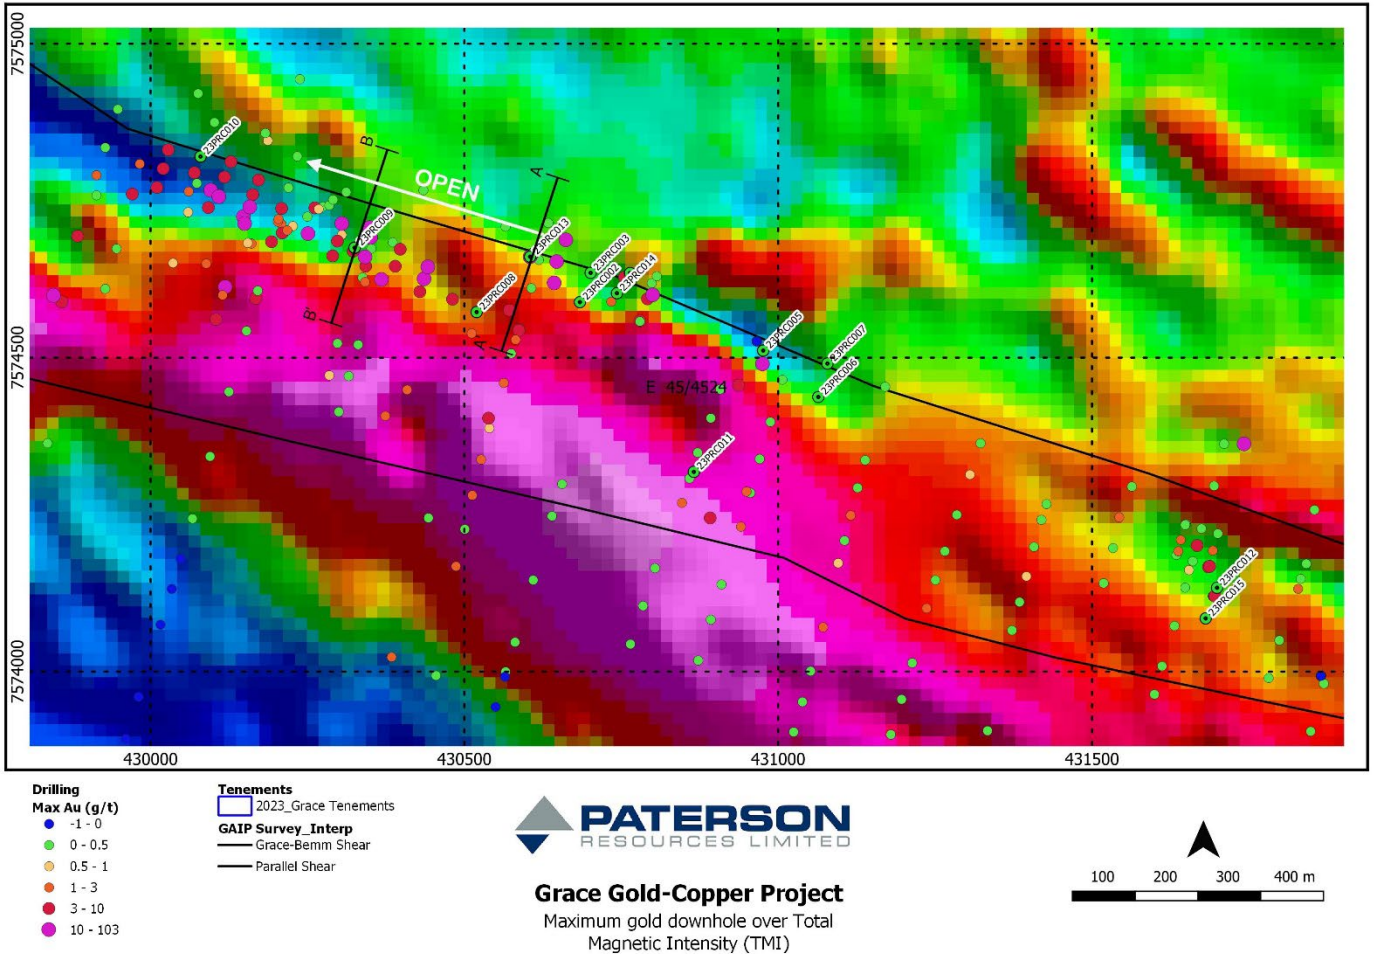 7575000
7574500
7574000
23PRC010
B
OPEN
A
23PRC009
23PRC013
23PRC003
23PRC014
23PRC002
23PRC008
B'
A'
23PRC005
23PRC007
23PRC006
E 45/4524
23PRC011
23PRC012
23PRC015
430000
430500
431000
431500
Drilling
Max Au (g/t)
-1 - 0
0 - 0.5
0.5 - 1
1 - 3
3 - 10
10 - 103
Tenements
2023_Grace Tenements
GAIP Survey_Interp
Grace-Bemm Shear
Parallel Shear
PATERSON
RESOURCES LIMITED
Grace Gold-Copper Project
Maximum gold downhole over Total
Magnetic Intensity (TMI)
100 200 300 400 m